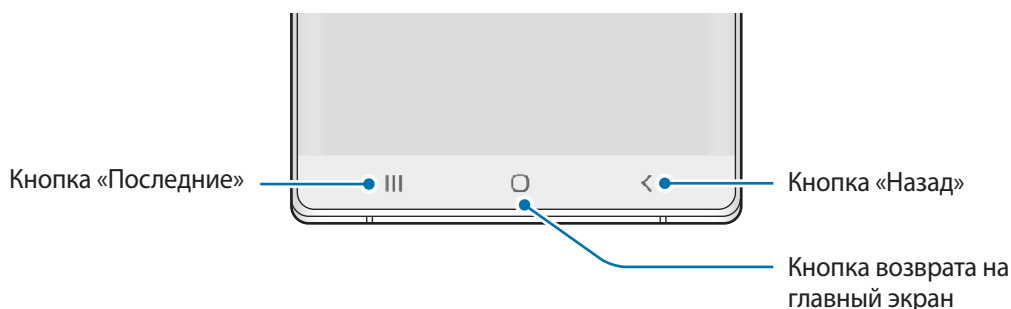 Кнопка «Последние»
Кнопка «Назад»
Кнопка возврата на
главный экран